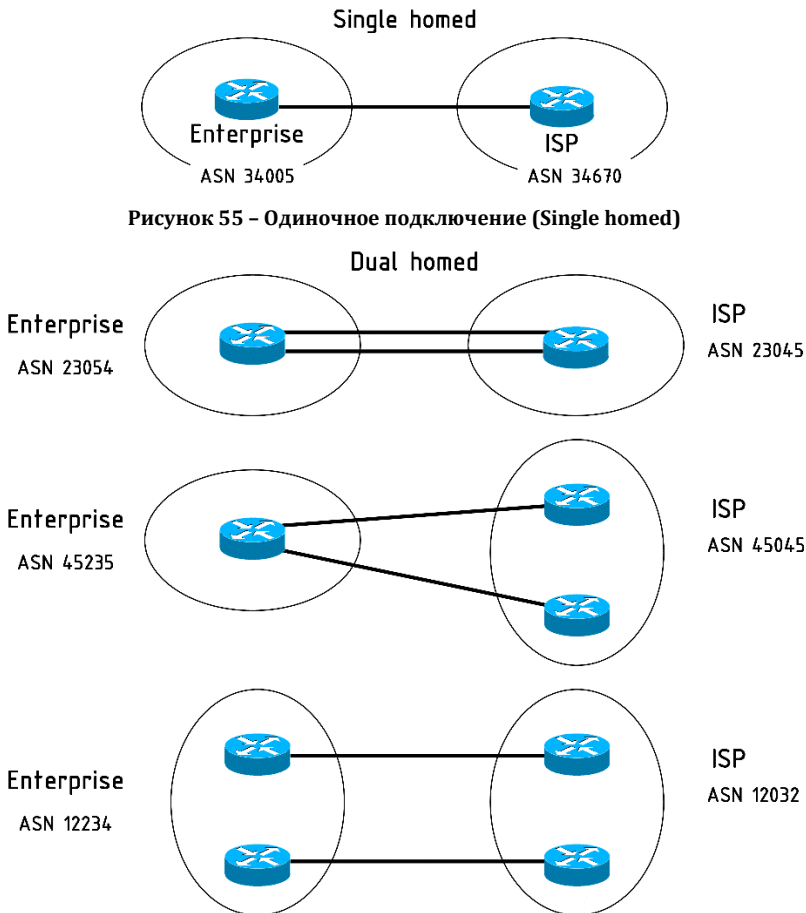 Single homed
Enterprise
ISP
ASN 34005
ASN 34670
Рисунок 55 – Одиночное подключение (Single homed)
Dual homed
Enterprise
ASN 23054
ISP
ASN 23045
Enterprise
ASN 45235
ISP
ASN 45045
Enterprise
ASN 12234
ISP
ASN 12032